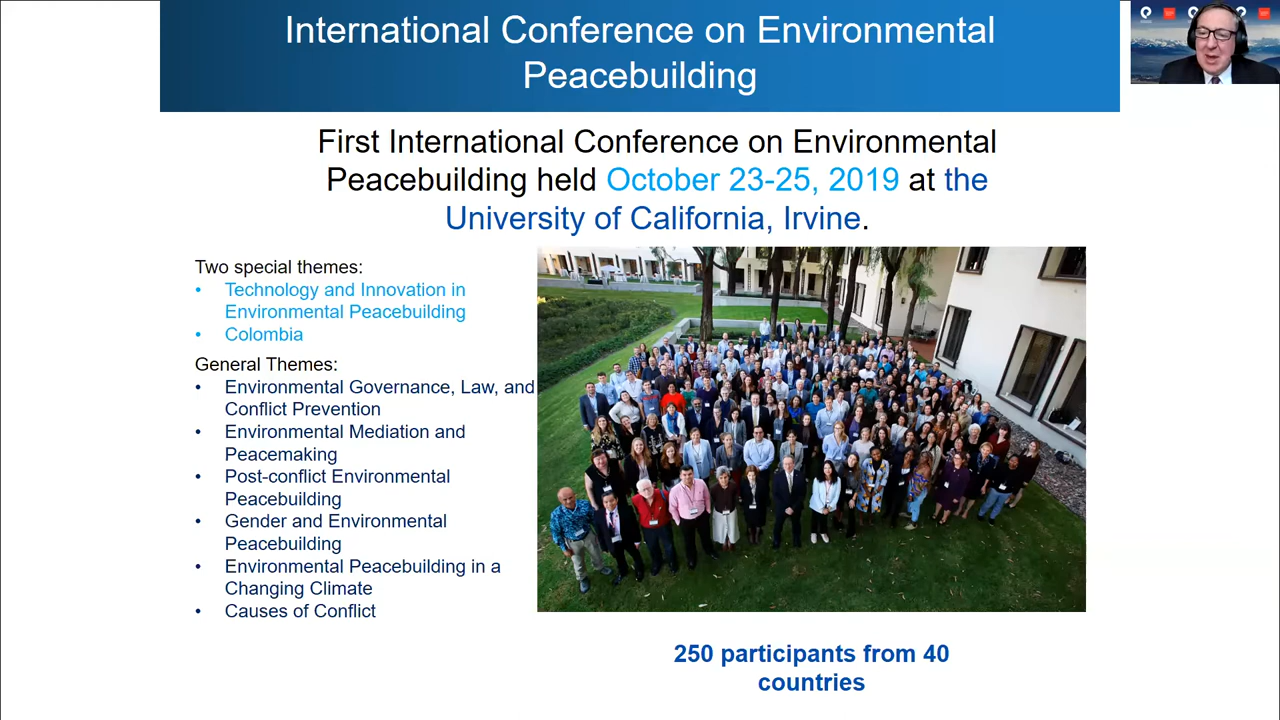 International Conference on Environmental
Peacebuilding
First International Conference on Environmental
Peacebuilding held October 23-25, 2019 at the
University of California, Irvine.
Two special themes:
• Technology and Innovation in
Environmental Peacebuilding
• Colombia
General Themes:
• Environmental Governance, Law, and
Conflict Prevention
• Environmental Mediation and
Peacemaking
• Post-conflict Environmental
Peacebuilding
• Gender and Environmental
Peacebuilding
• Environmental Peacebuilding in a
Changing Climate
• Causes of Conflict
250 participants from 40
countries